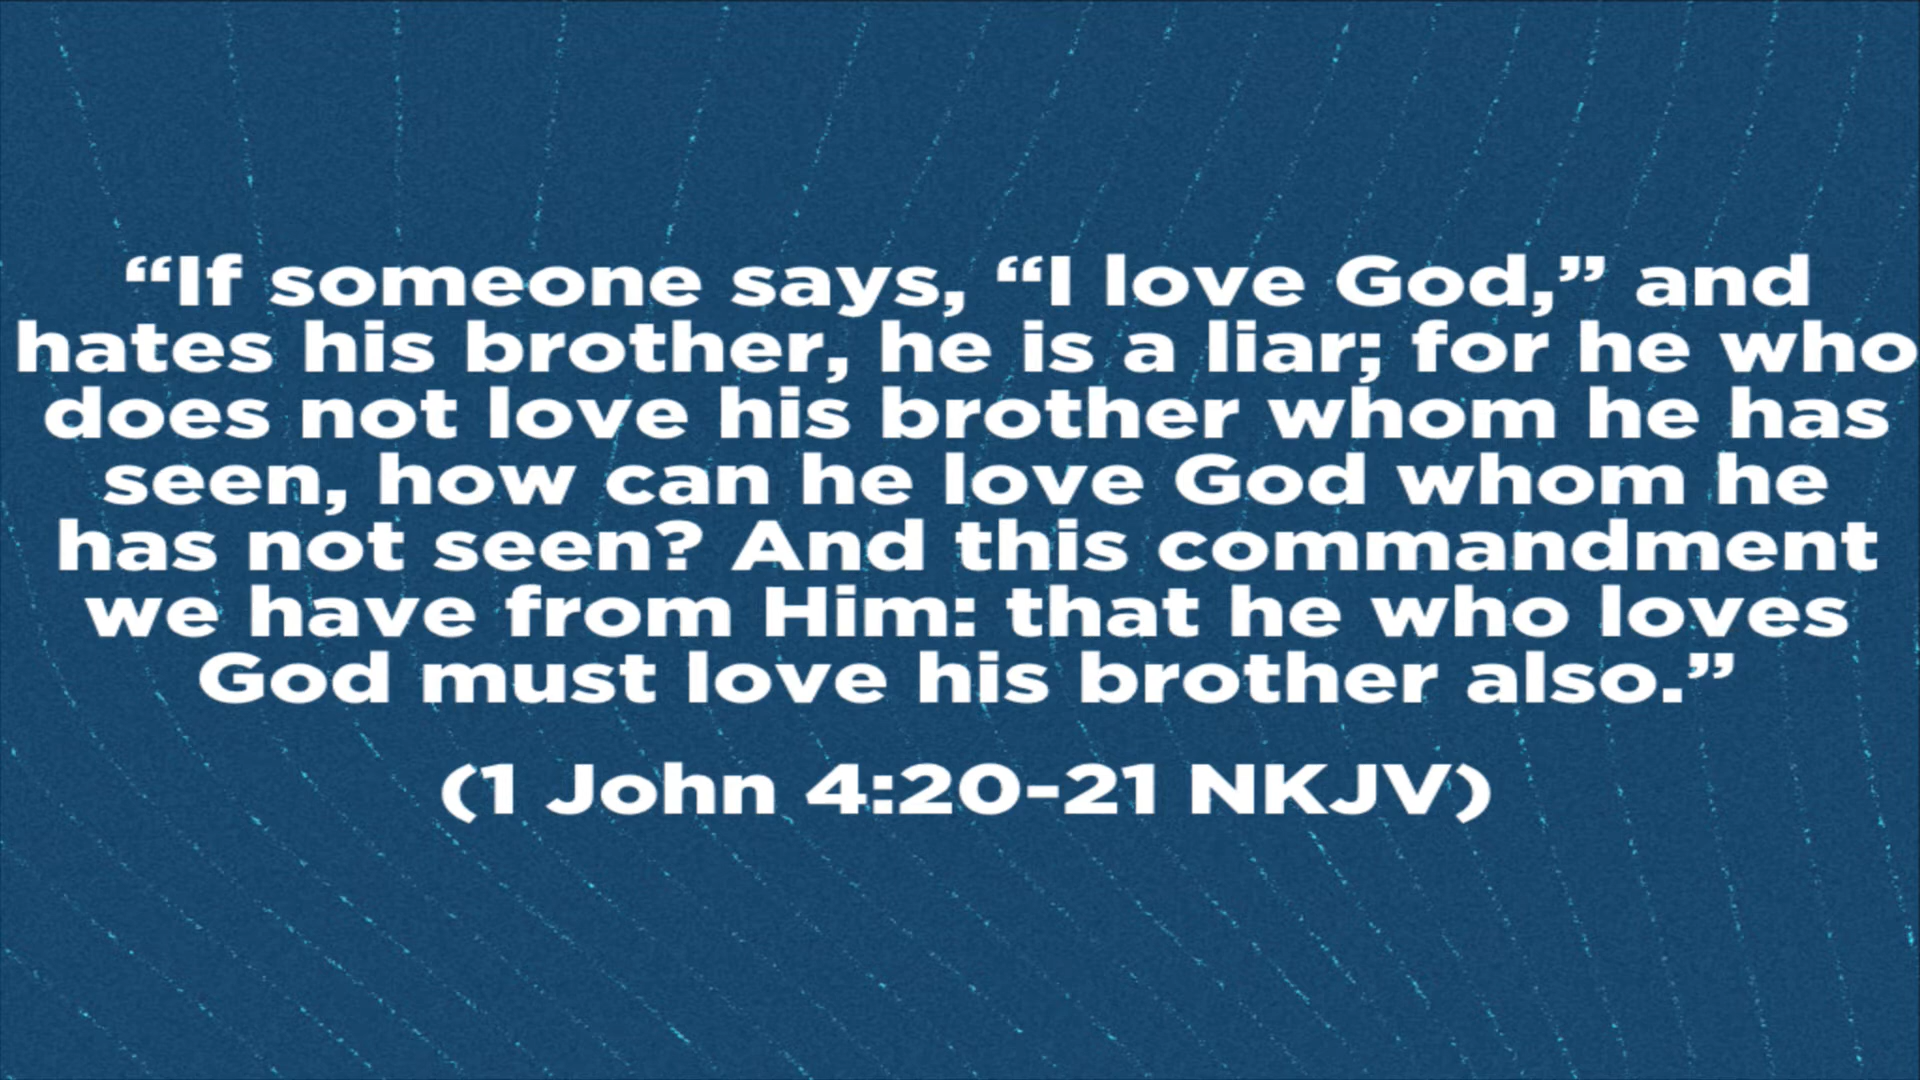 “If someone says, “I love God,” and
hates his brother, he is a liar; for he who
does not love his brother whom he has
seen, how can he love God whom he
has not seen? And this commandment
we have from Him: that he who loves
God must love his brother also.”
(1 John 4:20-21 NKJV)